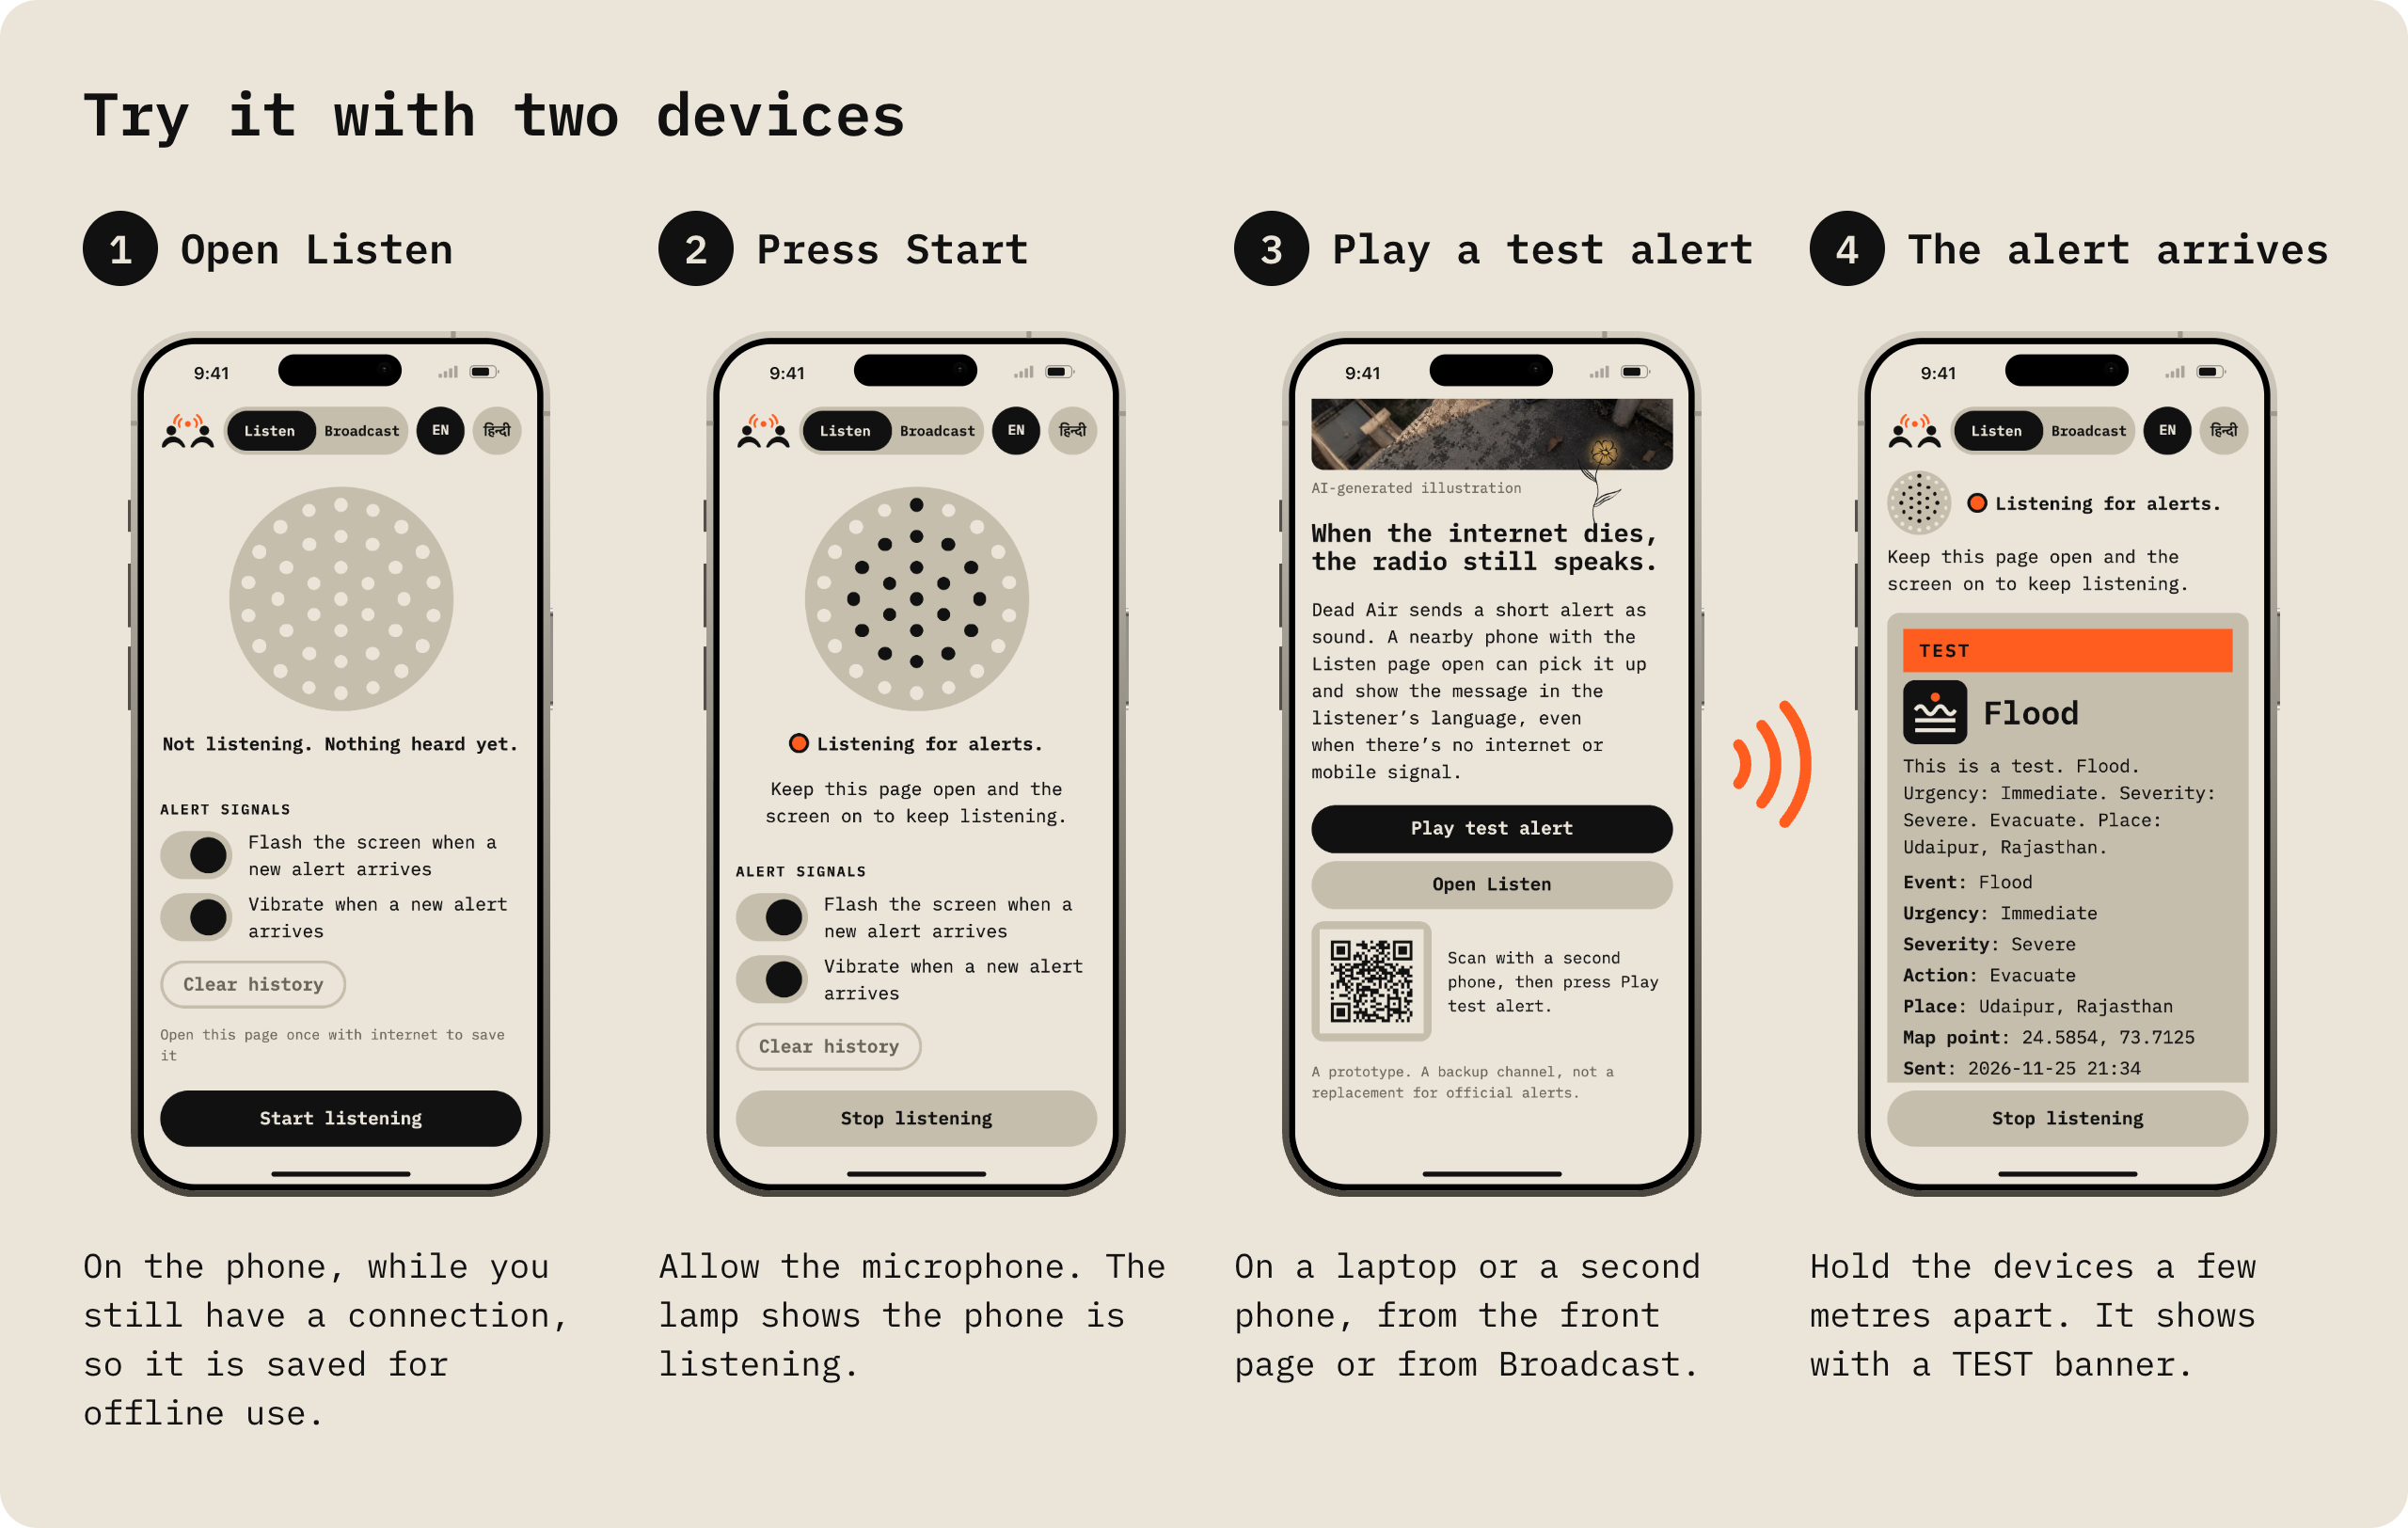 Try it with two devices
1 Open Listen
9:41
Listen Broadcast EN हिन्दी
Not listening. Nothing heard yet.
ALERT SIGNALS
Flash the screen when a
new alert arrives
Vibrate when a new alert
arrives
Clear history
Open this page once with internet to save
it
Start listening
On the phone, while you
still have a connection,
so it is saved for
offline use.
2 Press Start
9:41
Listen Broadcast EN हिन्दी
Listening for alerts.
Keep this page open and the
screen on to keep listening.
ALERT SIGNALS
Flash the screen when a
new alert arrives
Vibrate when a new alert
arrives
Clear history
Stop listening
Allow the microphone. The
lamp shows the phone is
listening.
3 Play a test alert
9:41
AI-generated illustration
When the internet dies,
the radio still speaks.
Dead Air sends a short alert as
sound. A nearby phone with the
Listen page open can pick it up
and show the message in the
listener’s language, even
when there’s no internet or
mobile signal.
Play test alert
Open Listen
Scan with a second
phone, then press Play
test alert.
A prototype. A backup channel, not a
replacement for official alerts.
On a laptop or a second
phone, from the front
page or from Broadcast.
4 The alert arrives
9:41
Listen Broadcast EN हिन्दी
Listening for alerts.
Keep this page open and the
screen on to keep listening.
TEST
Flood
This is a test. Flood.
Urgency: Immediate. Severity:
Severe. Evacuate. Place:
Udaipur, Rajasthan.
Event: Flood
Urgency: Immediate
Severity: Severe
Action: Evacuate
Place: Udaipur, Rajasthan
Map point: 24.5854, 73.7125
Sent: 2026-11-25 21:34
Stop listening
Hold the devices a few
metres apart. It shows
with a TEST banner.